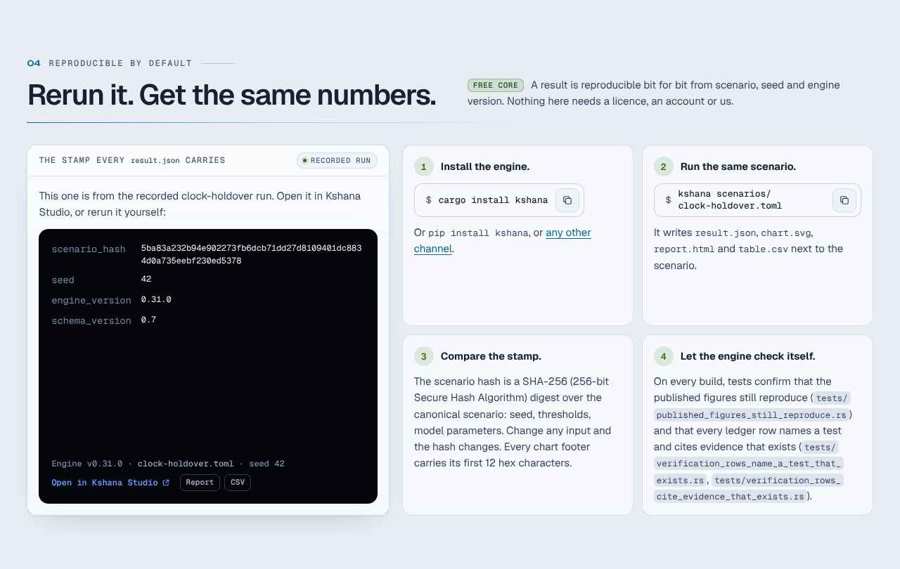 04 REPRODUCIBLE BY DEFAULT
Rerun it. Get the same numbers.
FREE CORE A result is reproducible bit for bit from scenario, seed and engine
version. Nothing here needs a licence, an account or us.
THE STAMP EVERY result.json CARRIES
RECORDED RUN
This one is from the recorded clock-holdover run. Open it in Kshana
Studio, or rerun it yourself:
scenario_hash 5ba83a232b94e902273fb6dcb71dd27d8109401dc883
4d0a735eebf230ed5378
seed 42
engine_version 0.31.0
schema_version 0.7
Engine v0.31.0 · clock-holdover.toml · seed 42
Open in Kshana Studio Report CSV
1 Install the engine.
$ cargo install kshana
Or pip install kshana, or any other
channel.
2 Run the same scenario.
$ kshana scenarios/
clock-holdover.toml
It writes result.json, chart.svg,
report.html and table.csv next to the
scenario.
3 Compare the stamp.
The scenario hash is a SHA-256 (256-bit
Secure Hash Algorithm) digest over the
canonical scenario: seed, thresholds,
model parameters. Change any input and
the hash changes. Every chart footer
carries its first 12 hex characters.
4 Let the engine check itself.
On every build, tests confirm that the
published figures still reproduce ( tests/
published_figures_still_reproduce.rs )
and that every ledger row names a test
and cites evidence that exists ( tests/
verification_rows_name_a_test_that_
exists.rs , tests/verification_rows_
cite_evidence_that_exists.rs ).